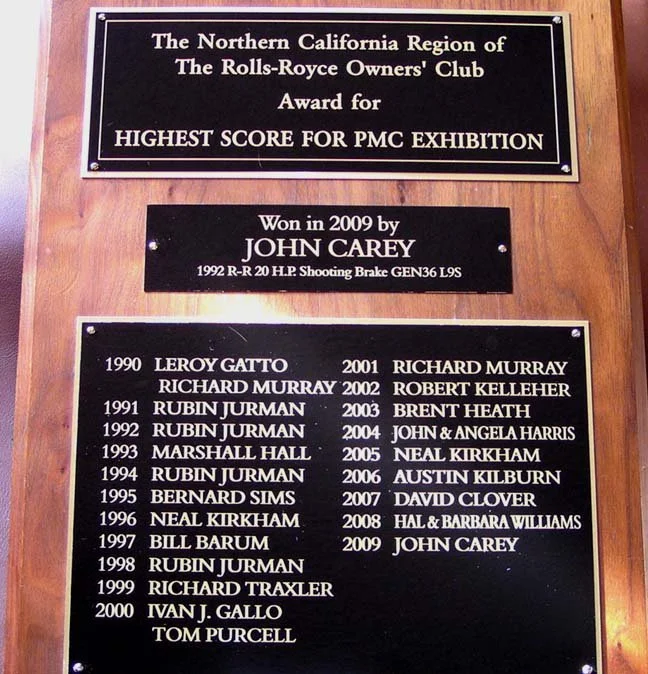 The Northern California Region of
The Rolls-Royce Owners' Club
Award for
HIGHEST SCORE FOR PMC EXHIBITION
Won in 2009 by
JOHN CAREY
1992 R-R 20 H.P. Shooting Brake GEN36 L9S
1990 LEROY GATTO
RICHARD MURRAY
1991 RUBIN JURMAN
1992 RUBIN JURMAN
1993 MARSHALL HALL
1994 RUBIN JURMAN
1995 BERNARD SIMS
1996 NEAL KIRKHAM
1997 BILL BARUM
1998 RUBIN JURMAN
1999 RICHARD TRAXLER
2000 IVAN J. GALLO
TOM PURCELL
2001 RICHARD MURRAY
2002 ROBERT KELLEHER
2003 BRENT HEATH
2004 JOHN & ANGELA HARRIS
2005 NEAL KIRKHAM
2006 AUSTIN KILBURN
2007 DAVID CLOVER
2008 HAL & BARBARA WILLIAMS
2009 JOHN CAREY